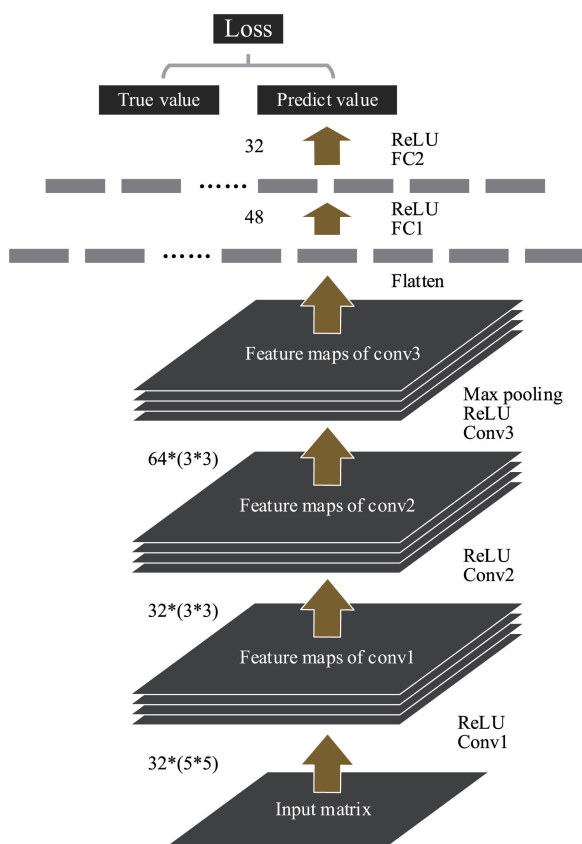 Loss
True value
Predict value
32
ReLU
FC2
······
48
ReLU
FC1
······
Flatten
Feature maps of conv3
Max pooling
ReLU
Conv3
64*(3*3)
Feature maps of conv2
ReLU
Conv2
32*(3*3)
Feature maps of conv1
ReLU
Conv1
32*(5*5)
Input matrix